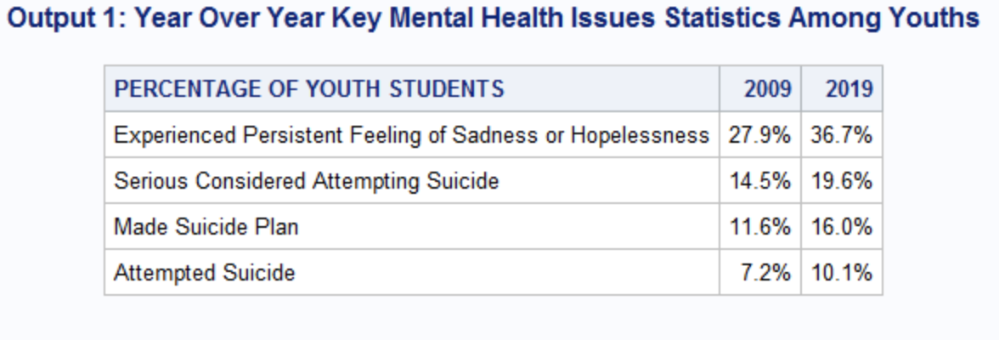 Output 1: Year Over Year Key Mental Health Issues Statistics Among Youths
PERCENTAGE OF YOUTH STUDENTS 2009 2019
Experienced Persistent Feeling of Sadness or Hopelessness 27.9% 36.7%
Serious Considered Attempting Suicide 14.5% 19.6%
Made Suicide Plan 11.6% 16.0%
Attempted Suicide 7.2% 10.1%